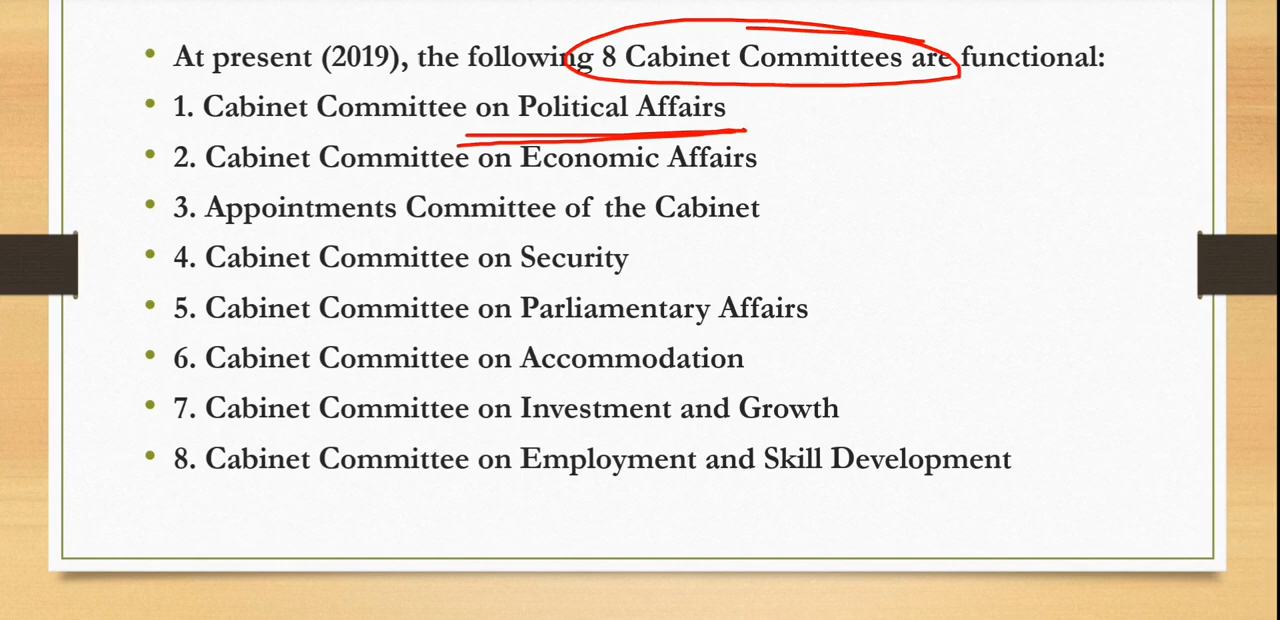 • At present (2019), the following 8 Cabinet Committees are functional:
• 1. Cabinet Committee on Political Affairs
• 2. Cabinet Committee on Economic Affairs
• 3. Appointments Committee of the Cabinet
• 4. Cabinet Committee on Security
• 5. Cabinet Committee on Parliamentary Affairs
• 6. Cabinet Committee on Accommodation
• 7. Cabinet Committee on Investment and Growth
• 8. Cabinet Committee on Employment and Skill Development